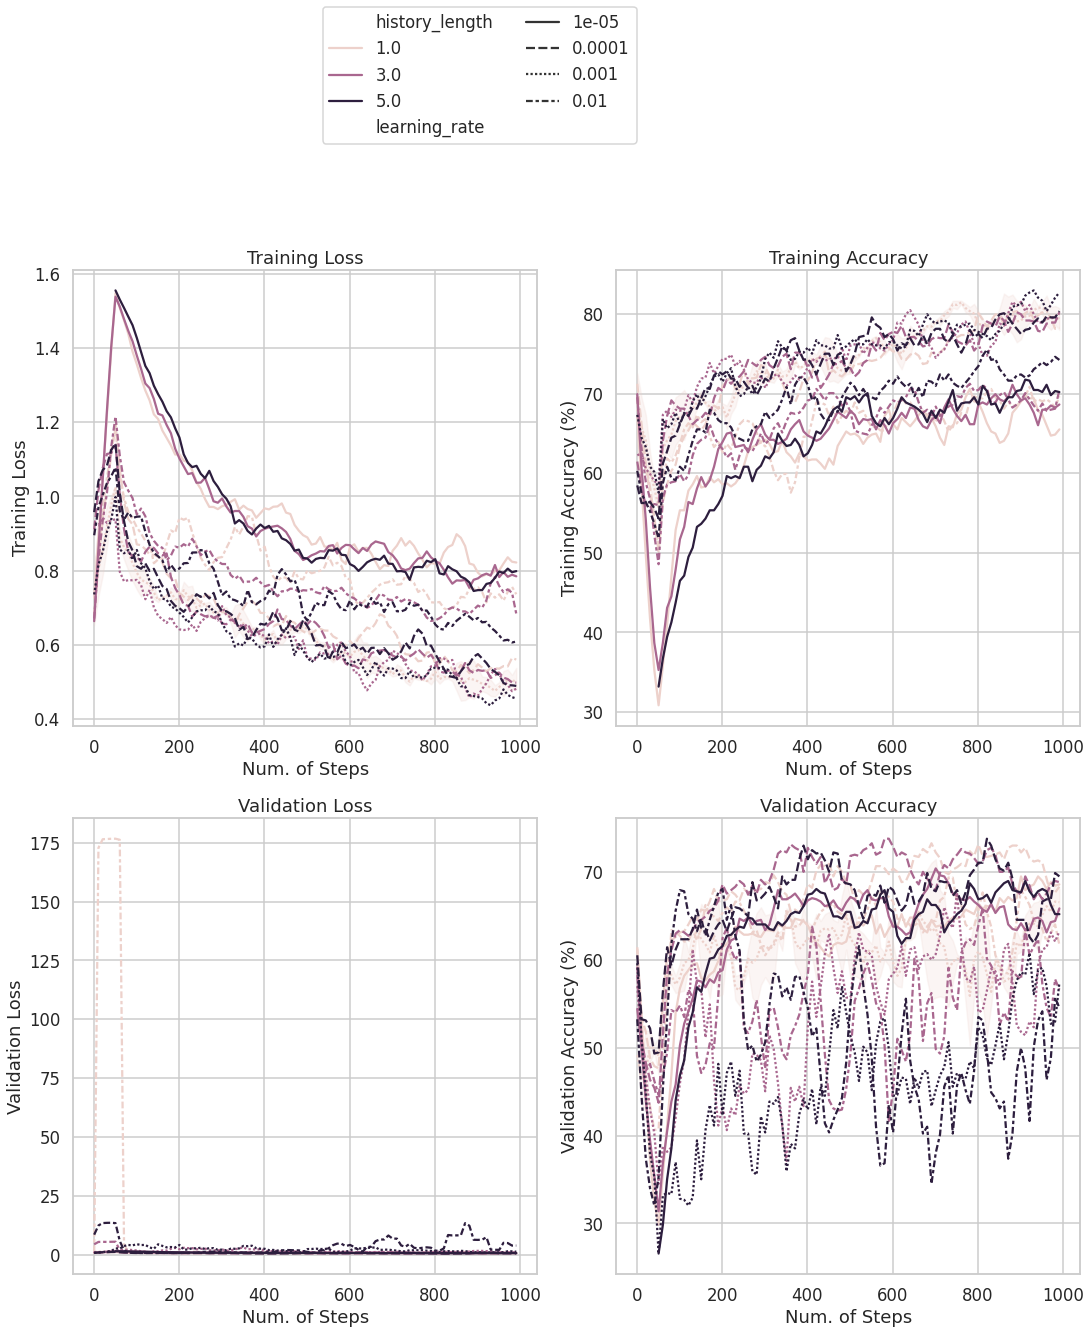 history_length
1.0
3.0
5.0
learning_rate
1e-05
0.0001
0.001
0.01
Training Loss
Training Loss
1.6
1.4
1.2
1.0
0.8
0.6
0.4
0 200 400 600 800 1000
Num. of Steps
Training Accuracy
Training Accuracy (%)
80
70
60
50
40
30
0 200 400 600 800 1000
Num. of Steps
Validation Loss
Validation Loss
175
150
125
100
75
50
25
0
0 200 400 600 800 1000
Num. of Steps
Validation Accuracy
Validation Accuracy (%)
70
60
50
40
30
0 200 400 600 800 1000
Num. of Steps